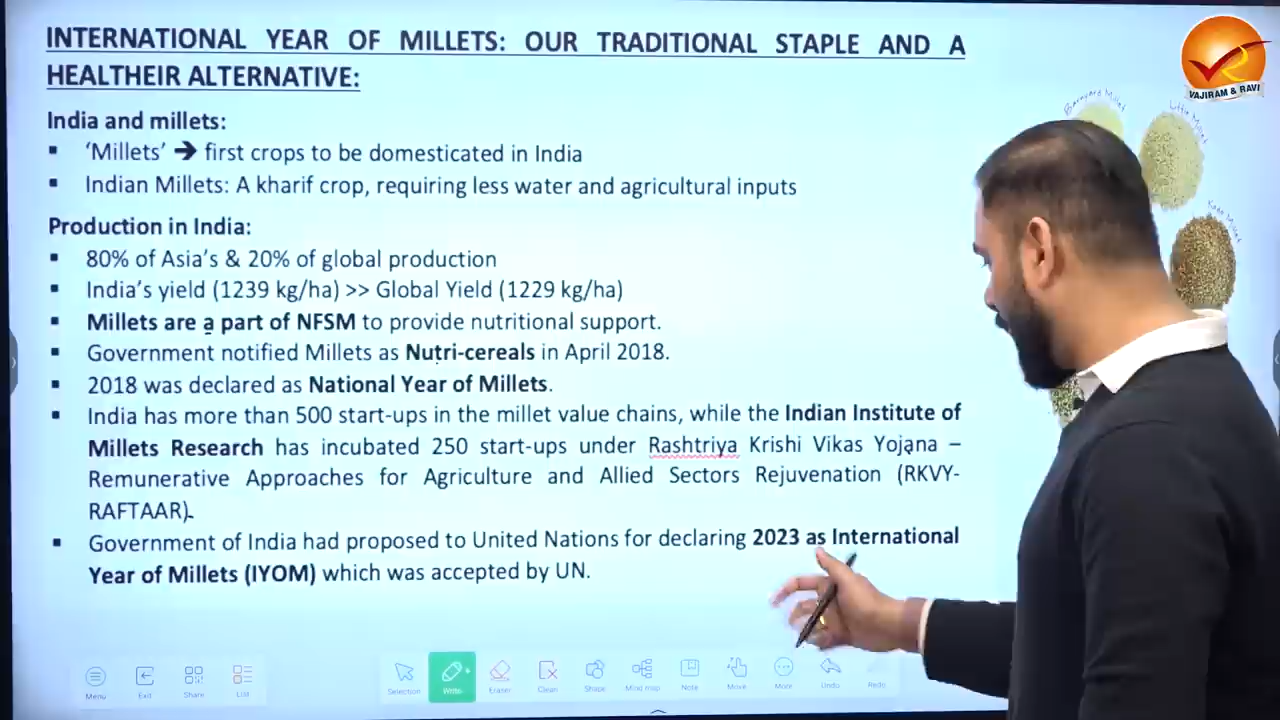 INTERNATIONAL YEAR OF MILLETS: OUR TRADITIONAL STAPLE AND A
HEALTHEIR ALTERNATIVE:
VAJIRAM & RAVI
Barnyard Millet
Little Millet
Kodo Millet
India and millets:
▪ ‘Millets’ ➔ first crops to be domesticated in India
▪ Indian Millets: A kharif crop, requiring less water and agricultural inputs
Production in India:
▪ 80% of Asia’s & 20% of global production
▪ India’s yield (1239 kg/ha) >> Global Yield (1229 kg/ha)
▪ Millets are a part of NFSM to provide nutritional support.
▪ Government notified Millets as Nutri-cereals in April 2018.
▪ 2018 was declared as National Year of Millets.
▪ India has more than 500 start-ups in the millet value chains, while the Indian Institute of
Millets Research has incubated 250 start-ups under Rashtriya Krishi Vikas Yojana –
Remunerative Approaches for Agriculture and Allied Sectors Rejuvenation (RKVY-
RAFTAAR).
▪ Government of India had proposed to United Nations for declaring 2023 as International
Year of Millets (IYOM) which was accepted by UN.
Menu Exit Share List Selection Write Eraser Clean Shape Mind map Note Move More Undo Redo